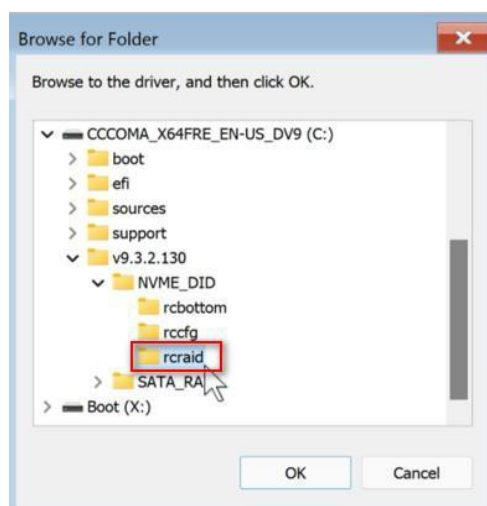 Browse for Folder
Browse to the driver, and then click OK.
CCCOMA_X64FRE_EN-US_DV9 (C:)
boot
efi
sources
support
v9.3.2.130
NVME_DID
rcbottom
rccfg
rcraid
SATA_RA
Boot (X:)
OK Cancel